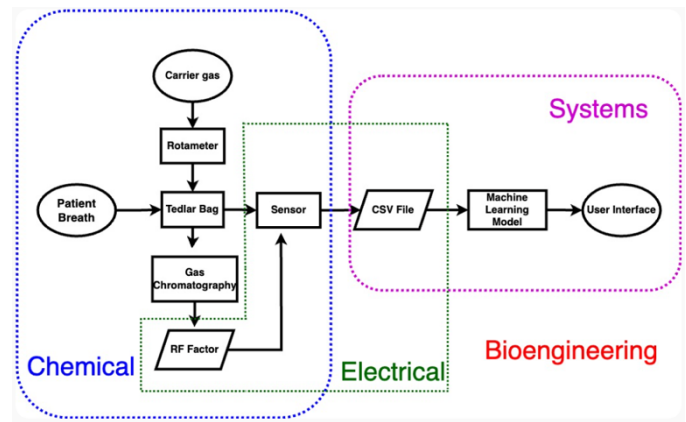 Carrier gas
Systems
Rotameter
Patient
Breath
Tedlar Bag
Sensor
CSV File
Machine
Learning
Model
User Interface
Gas
Chromatography
RF Factor
Chemical
Electrical
Bioengineering